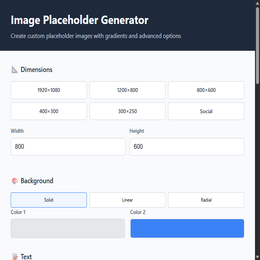 Image Placeholder Generator
Create custom placeholder images with gradients and advanced options
Dimensions
1920×1080
1200×800
800×600
400×300
300×250
Social
Width
Height
800
600
Background
Solid
Linear
Radial
Color 1
Color 2
Text